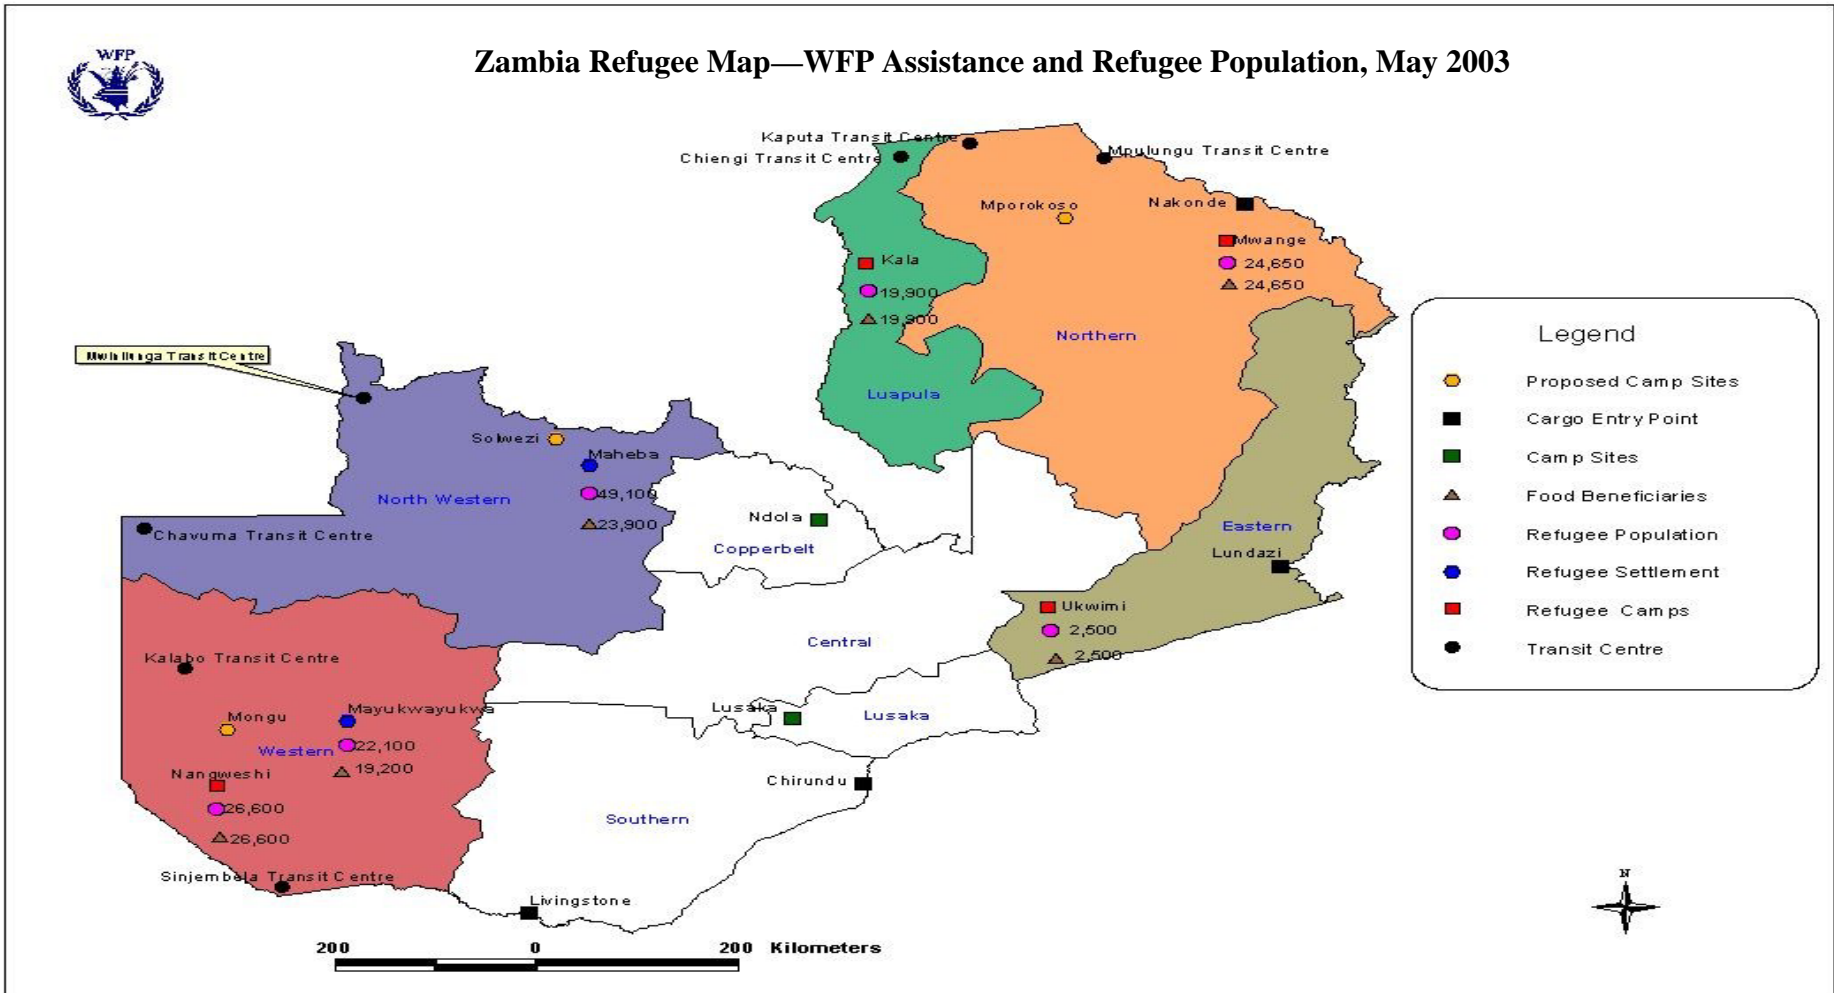 WFP
Zambia Refugee Map—WFP Assistance and Refugee Population, May 2003
Kaputa Transit Centre
Chiengi Transit Centre
Mpulungu Transit Centre
Mporokoso
Nakonde
Mwange
24,650
24,650
Kala
19,900
19,900
Northern
Luapula
Mwinilunga Transit Centre
Solwezi
Maheba
49,100
23,900
North Western
Chavuma Transit Centre
Ndola
Copperbelt
Eastern
Lundazi
Ukwimi
2,500
2,500
Central
Kalabo Transit Centre
Mongu
Mayukwayukwa
Western
22,100
19,200
Nangweshi
26,600
26,600
Sinjembela Transit Centre
Lusaka
Lusaka
Chirundu
Southern
Livingstone
200 0 200 Kilometers
Legend
Proposed Camp Sites
Cargo Entry Point
Camp Sites
Food Beneficiaries
Refugee Population
Refugee Settlement
Refugee Camps
Transit Centre
N